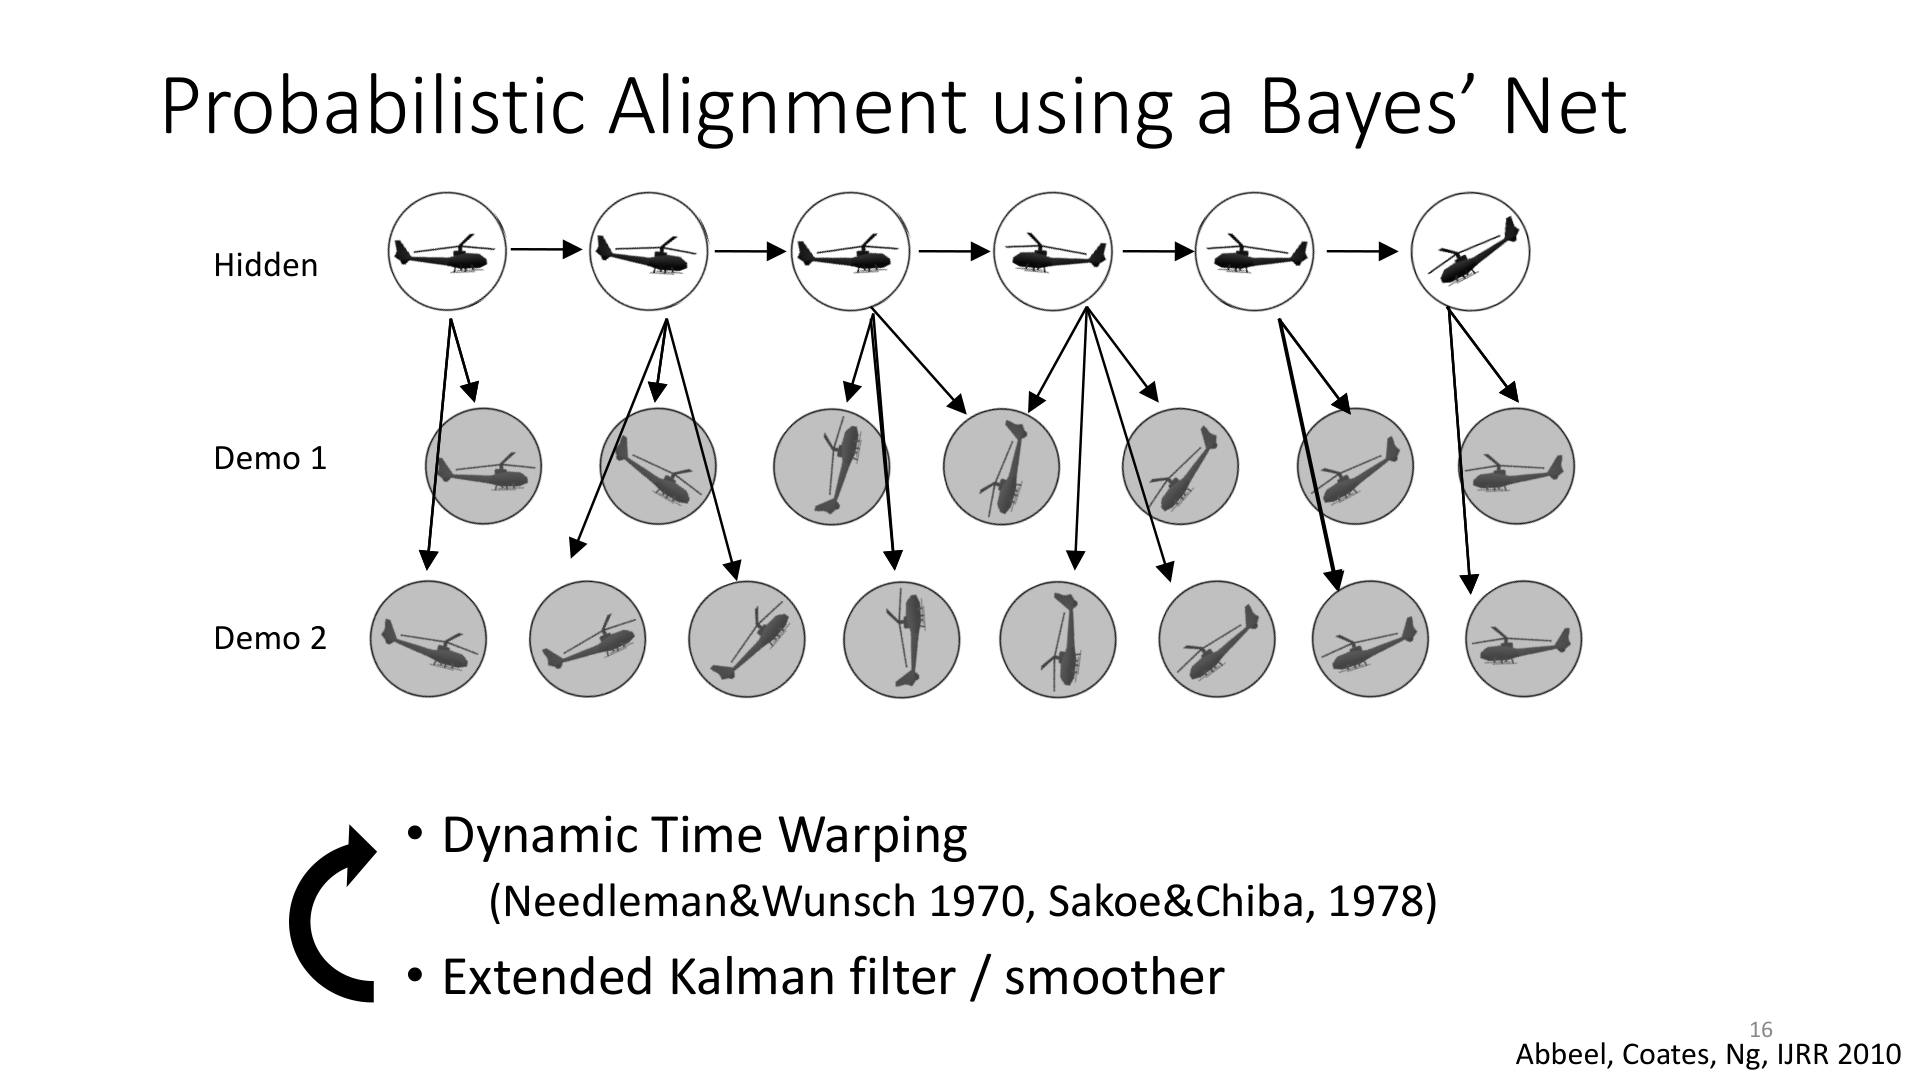 Probabilistic Alignment using a Bayes’ Net
Hidden
Demo 1
Demo 2
• Dynamic Time Warping
(Needleman&Wunsch 1970, Sakoe&Chiba, 1978)
• Extended Kalman filter / smoother
16
Abbeel, Coates, Ng, IJRR 2010